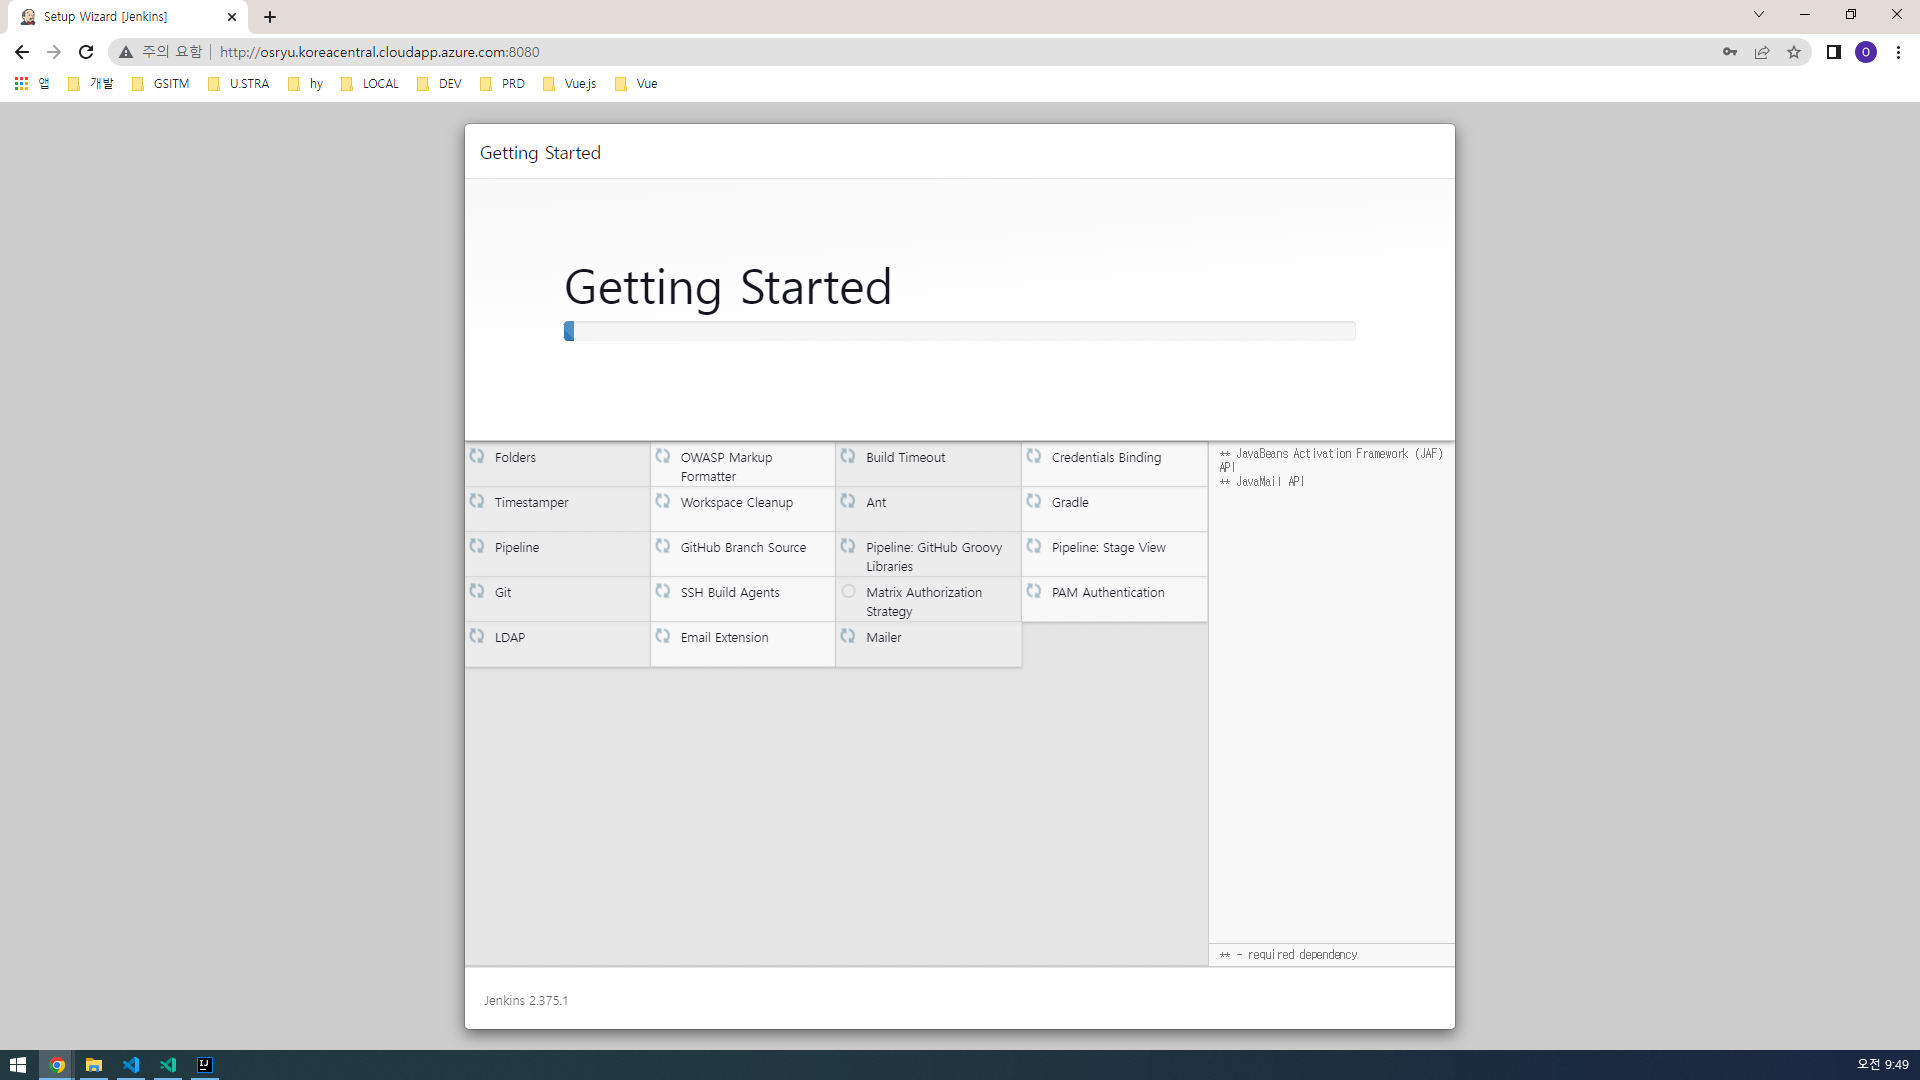 Setup Wizard [Jenkins]
주의 요함
http://osryu.koreacentral.cloudapp.azure.com:8080
O
앱
개발
GSITM
U.STRA
hy
LOCAL
DEV
PRD
Vue.js
Vue
Getting Started
Getting Started
Folders
OWASP Markup
Formatter
Build Timeout
Credentials Binding
Timestamper
Workspace Cleanup
Ant
Gradle
Pipeline
GitHub Branch Source
Pipeline: GitHub Groovy
Libraries
Pipeline: Stage View
Git
SSH Build Agents
Matrix Authorization
Strategy
PAM Authentication
LDAP
Email Extension
Mailer
** JavaBeans Activation Framework (JAF)
API
** JavaMail API
** - required dependency
Jenkins 2.375.1
IJ
오전 9:49